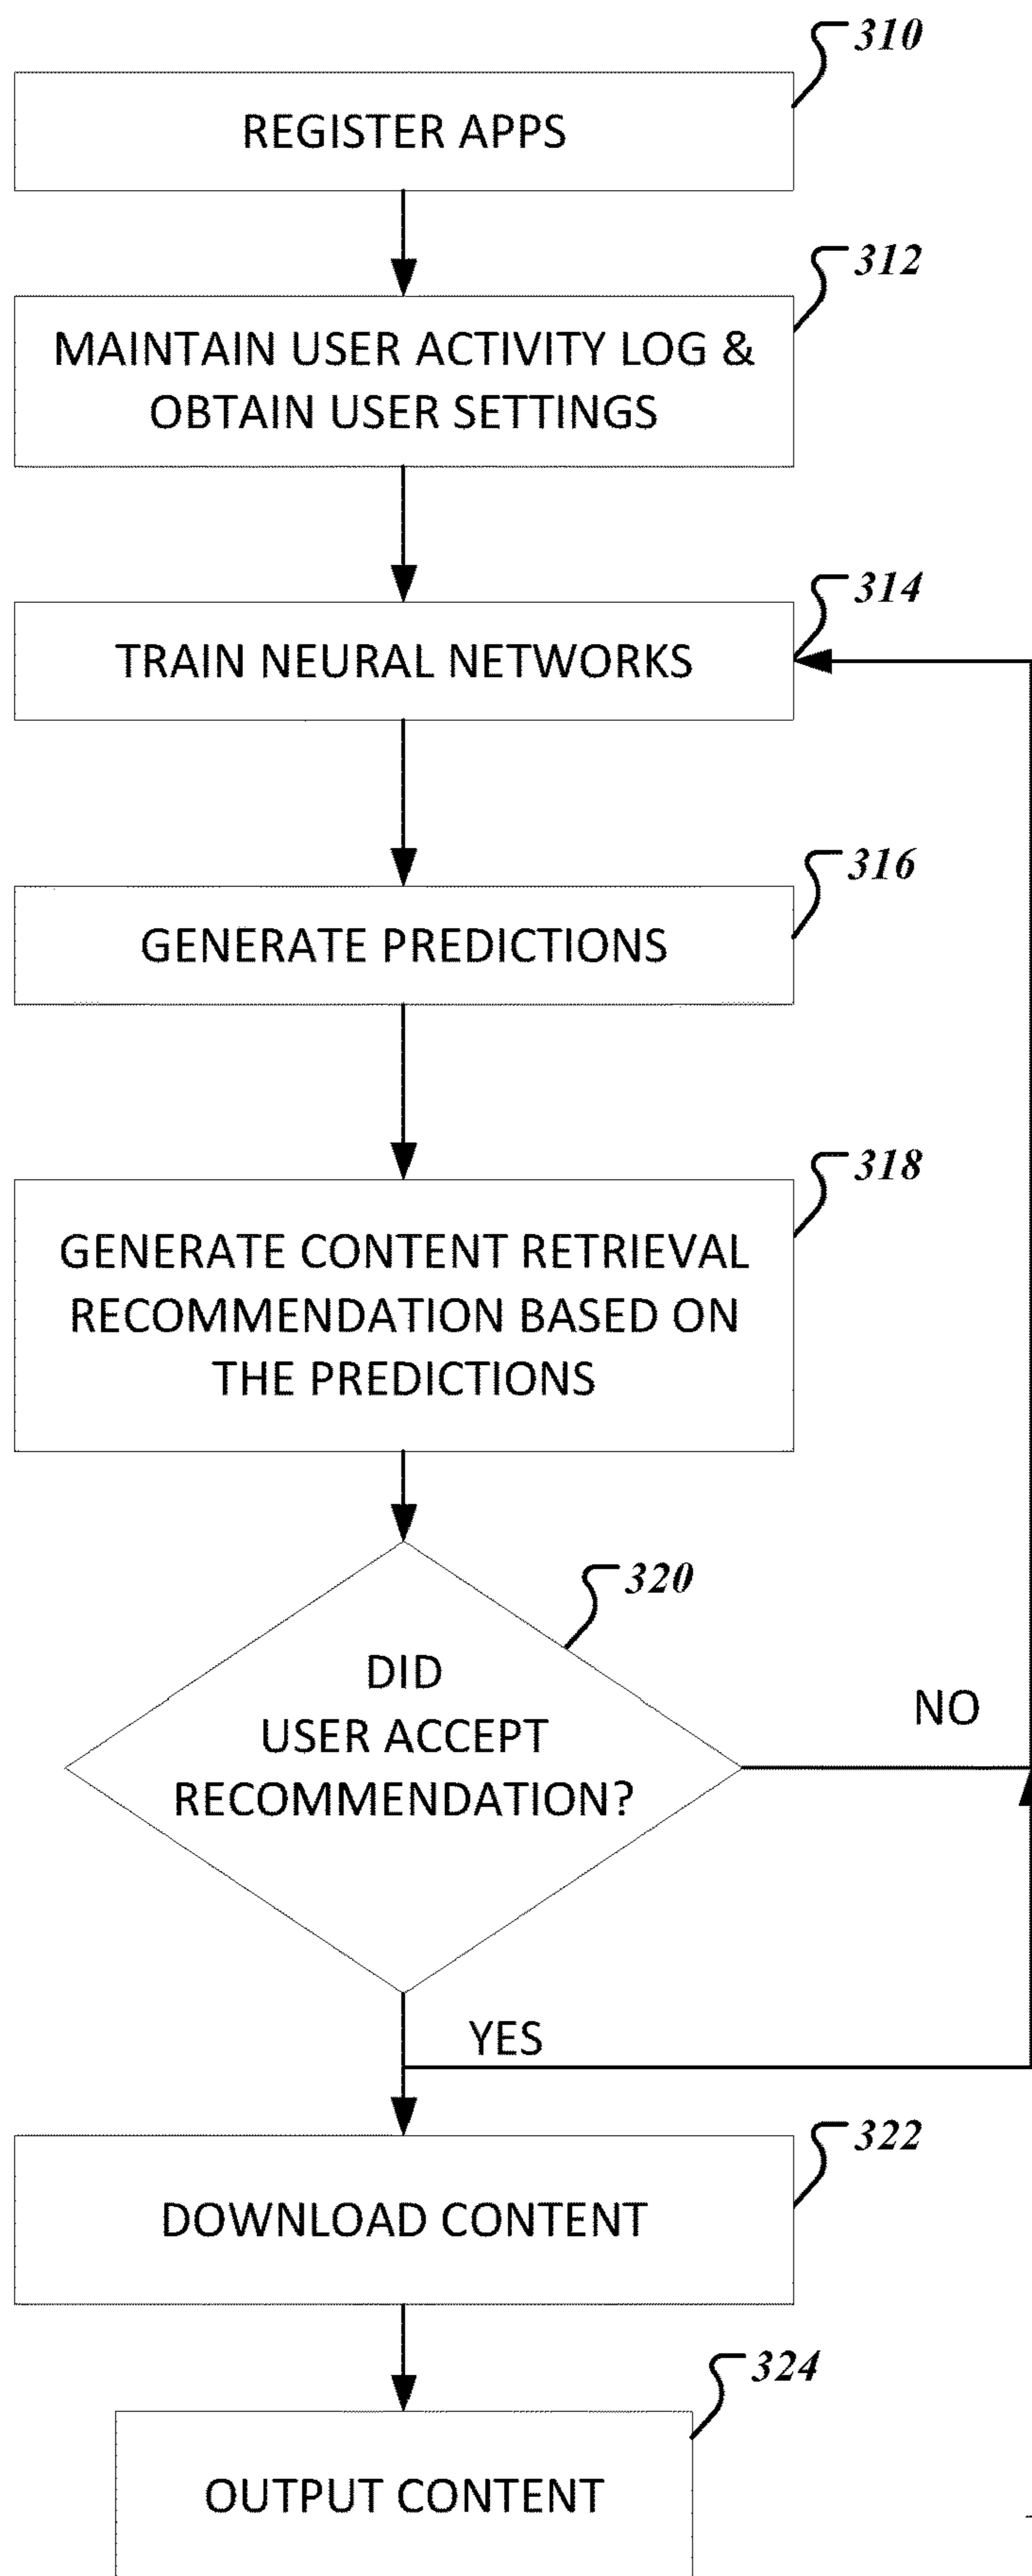 310
REGISTER APPS
312
MAINTAIN USER ACTIVITY LOG &
OBTAIN USER SETTINGS
314
TRAIN NEURAL NETWORKS
316
GENERATE PREDICTIONS
318
GENERATE CONTENT RETRIEVAL
RECOMMENDATION BASED ON
THE PREDICTIONS
320
DID
USER ACCEPT
RECOMMENDATION?
NO
YES
322
DOWNLOAD CONTENT
324
OUTPUT CONTENT